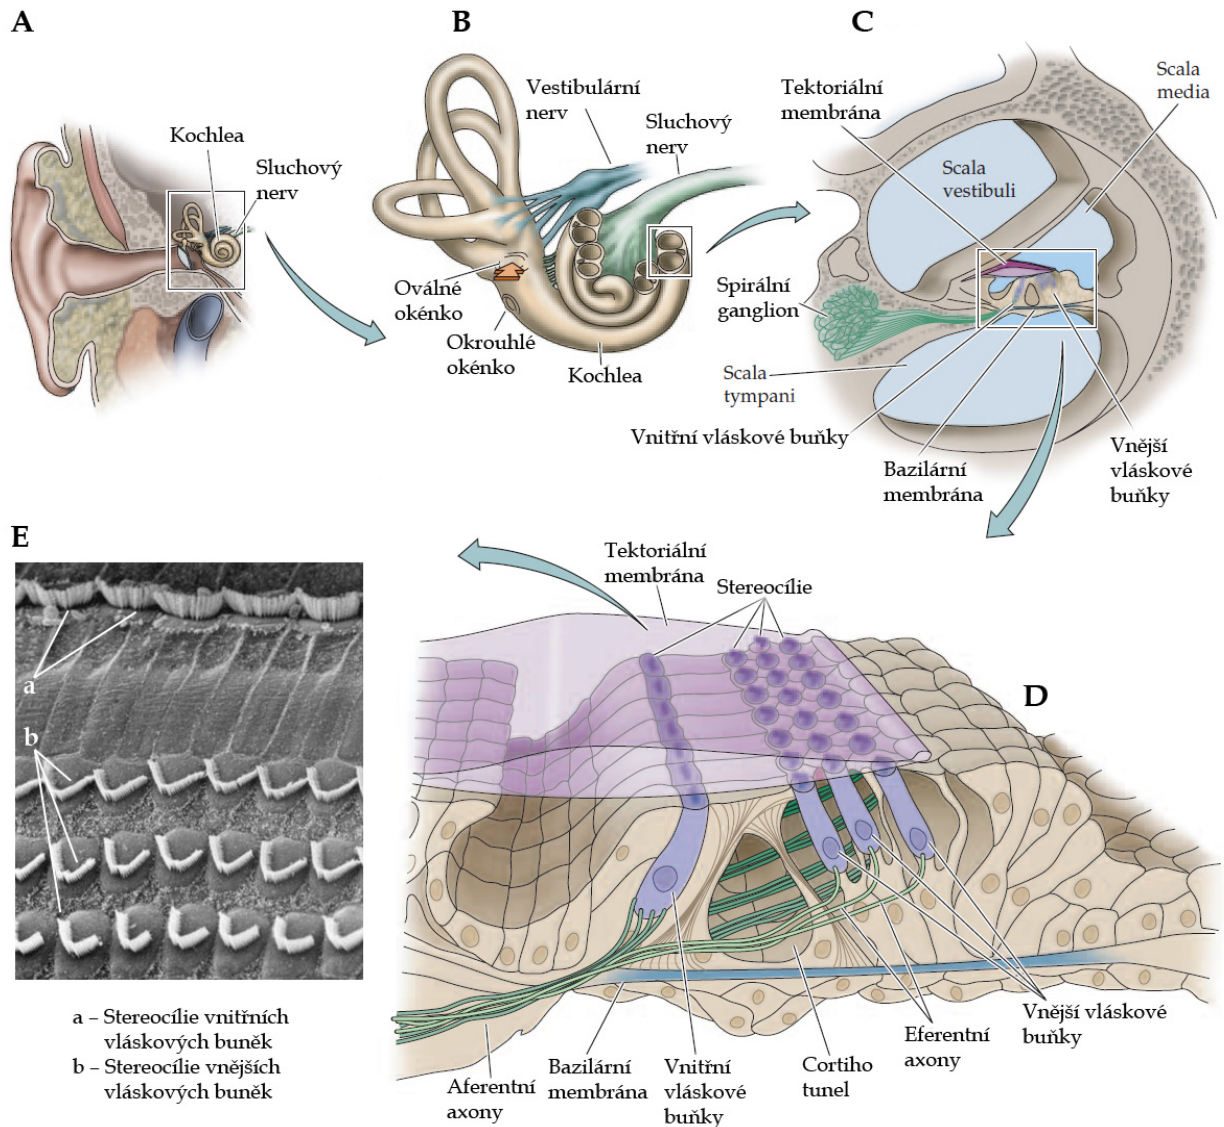 A
Kochlea
Sluchový
nerv
B
Vestibulární
nerv
Sluchový
nerv
Oválné
okénko
Okrouhlé
okénko
Kochlea
C
Tektoriální
membrána
Scala
media
Scala
vestibuli
Spirální
ganglion
Scala
tympani
Vnitřní vláskové buňky
Bazilární
membrána
Vnější
vláskové
buňky
E
a
b
a – Stereocílie vnitřních
vláskových buněk
b – Stereocílie vnějších
vláskových buněk
Tektoriální
membrána
Stereocílie
D
Aferentní
axony
Bazilární
membrána
Vnitřní
vláskové
buňky
Cortiho
tunel
Eferentní
axony
Vnější vláskové
buňky